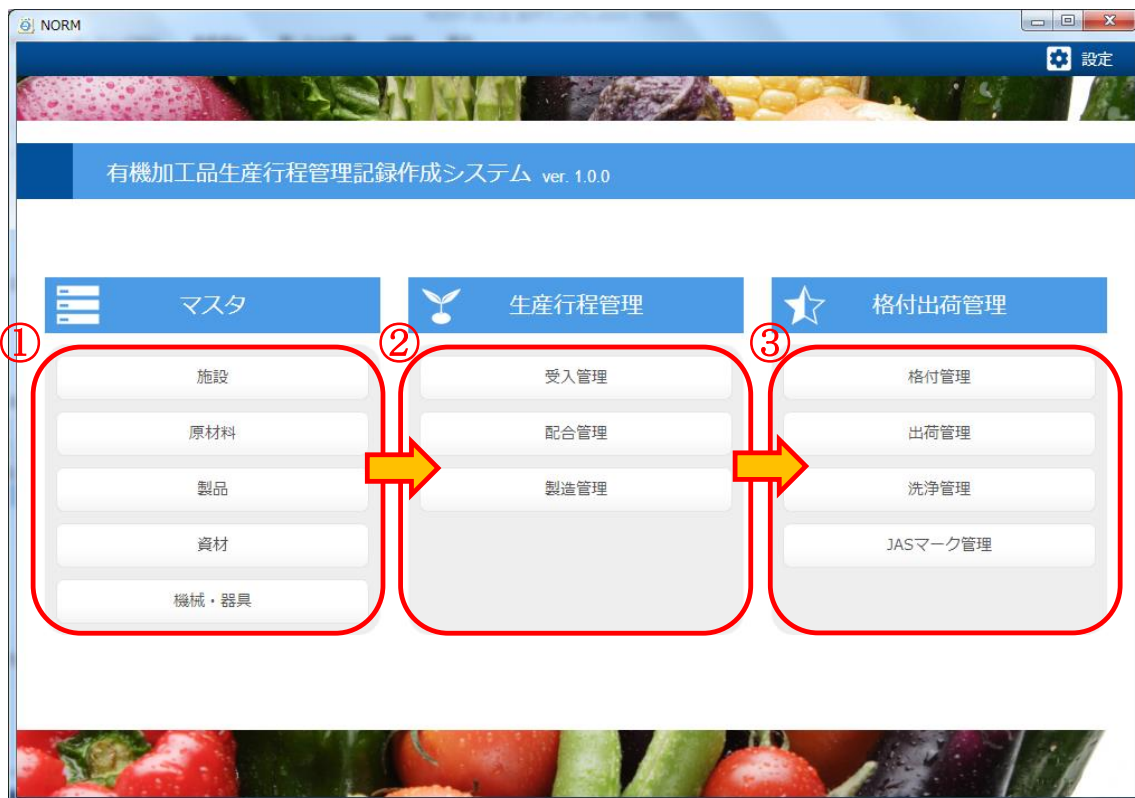 NORM
設定
有機加工品生産行程管理記録作成システム ver. 1.0.0
マスタ
生産行程管理
格付出荷管理
①
②
③
施設
受入管理
格付管理
原材料
配合管理
出荷管理
製品
製造管理
洗浄管理
資材
JASマーク管理
機械・器具